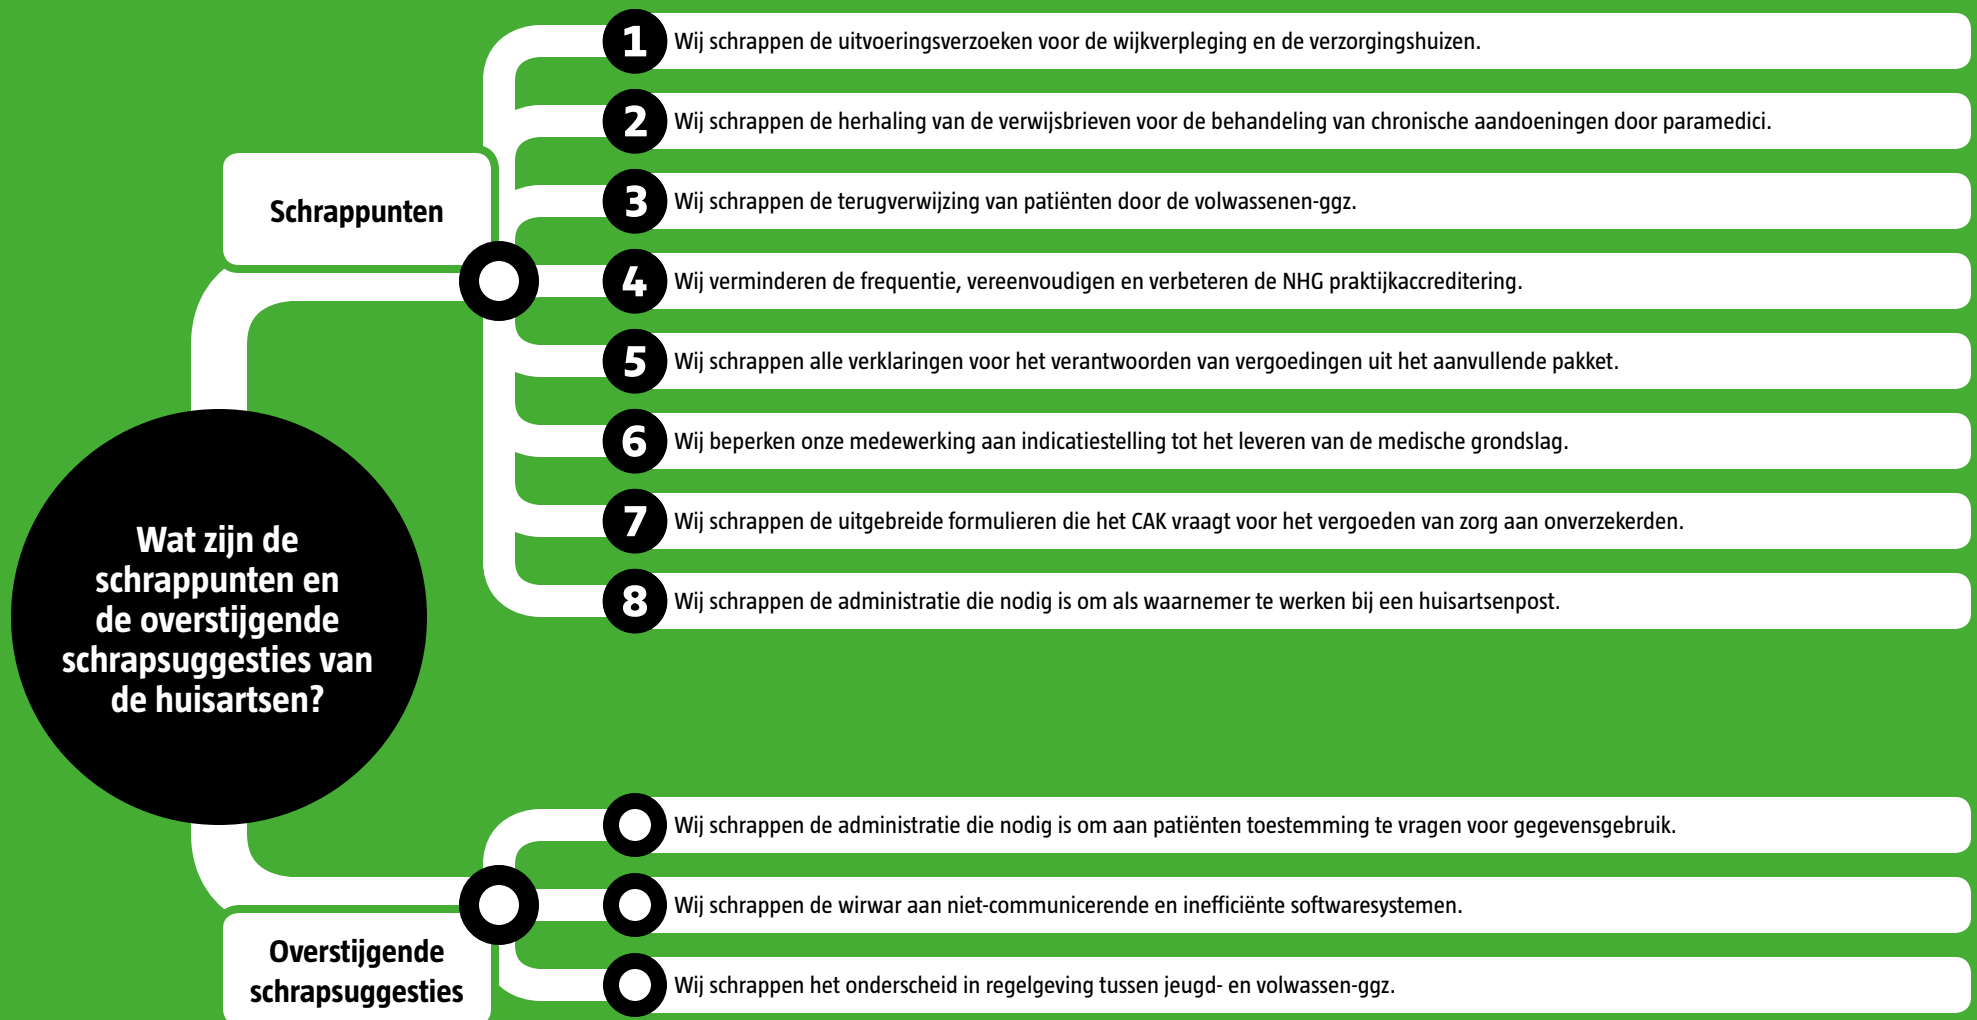 Wat zijn de
schrappunten en
de overstijgende
schrapsuggesties van
de huisartsen?
Schrappunten
1 Wij schrappen de uitvoeringsverzoeken voor de wijkverpleging en de verzorgingshuizen.
2 Wij schrappen de herhaling van de verwijsbrieven voor de behandeling van chronische aandoeningen door paramedici.
3 Wij schrappen de terugverwijzing van patiënten door de volwassenen-ggz.
4 Wij verminderen de frequentie, vereenvoudigen en verbeteren de NHG praktijkaccreditering.
5 Wij schrappen alle verklaringen voor het verantwoorden van vergoedingen uit het aanvullende pakket.
6 Wij beperken onze medewerking aan indicatiestelling tot het leveren van de medische grondslag.
7 Wij schrappen de uitgebreide formulieren die het CAK vraagt voor het vergoeden van zorg aan onverzekerden.
8 Wij schrappen de administratie die nodig is om als waarnemer te werken bij een huisartsenpost.
Overstijgende
schrapsuggesties
Wij schrappen de administratie die nodig is om aan patiënten toestemming te vragen voor gegevensgebruik.
Wij schrappen de wirwar aan niet-communicerende en inefficiënte softwaresystemen.
Wij schrappen het onderscheid in regelgeving tussen jeugd- en volwassen-ggz.